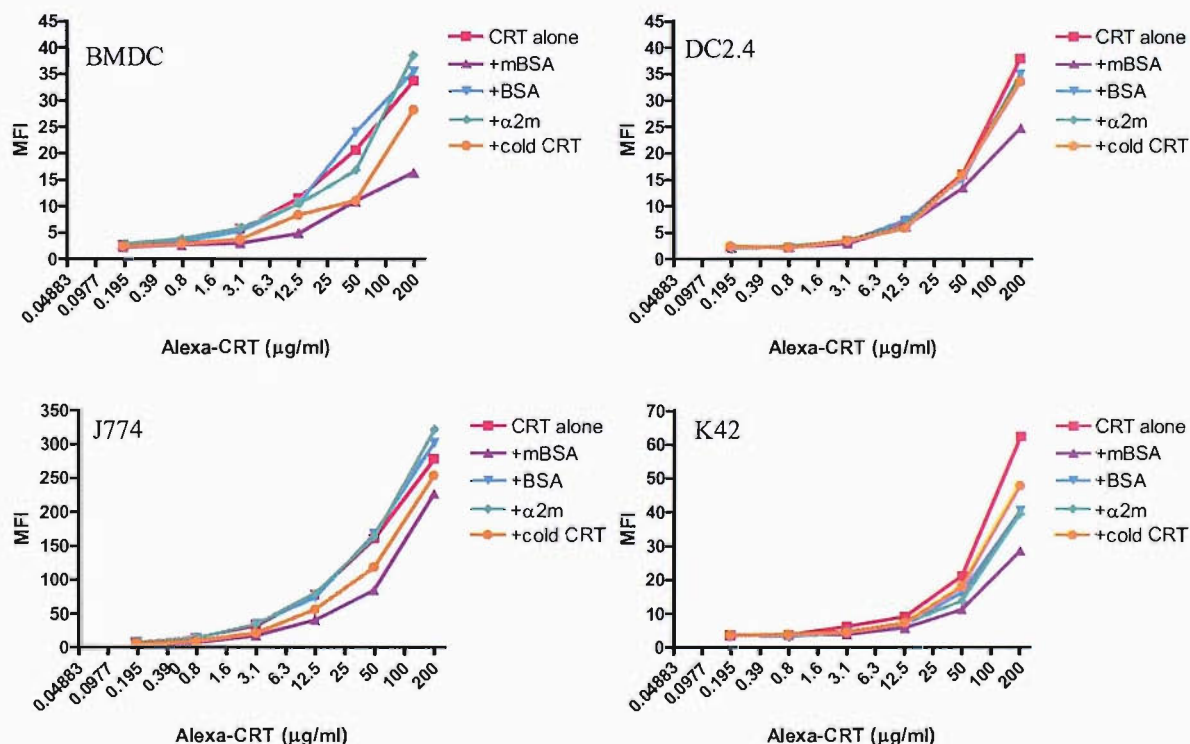 BMDC
MFI
45
40
35
30
25
20
15
10
5
0
0.04883
0.0977
0.195
0.39
0.8
1.6
3.1
6.3
12.5
25
50
100
200
Alexa-CRT (μg/ml)
CRT alone
+mBSA
+BSA
+α2m
+cold CRT
DC2.4
MFI
45
40
35
30
25
20
15
10
5
0
0.04883
0.0977
0.195
0.39
0.8
1.6
3.1
6.3
12.5
25
50
100
200
Alexa-CRT (μg/ml)
CRT alone
+mBSA
+BSA
+α2m
+cold CRT
J774
MFI
350
300
250
200
150
100
50
0
0.04883
0.0977
0.195
0.390
0.8
1.6
3.1
6.3
12.5
25
50
100
200
Alexa-CRT (μg/ml)
CRT alone
+mBSA
+BSA
+α2m
+cold CRT
K42
MFI
70
60
50
40
30
20
10
0
0.04883
0.0977
0.195
0.39
0.8
1.6
3.1
6.3
12.5
25
50
100
200
Alexa-CRT (μg/ml)
CRT alone
+mBSA
+BSA
+α2m
+cold CRT